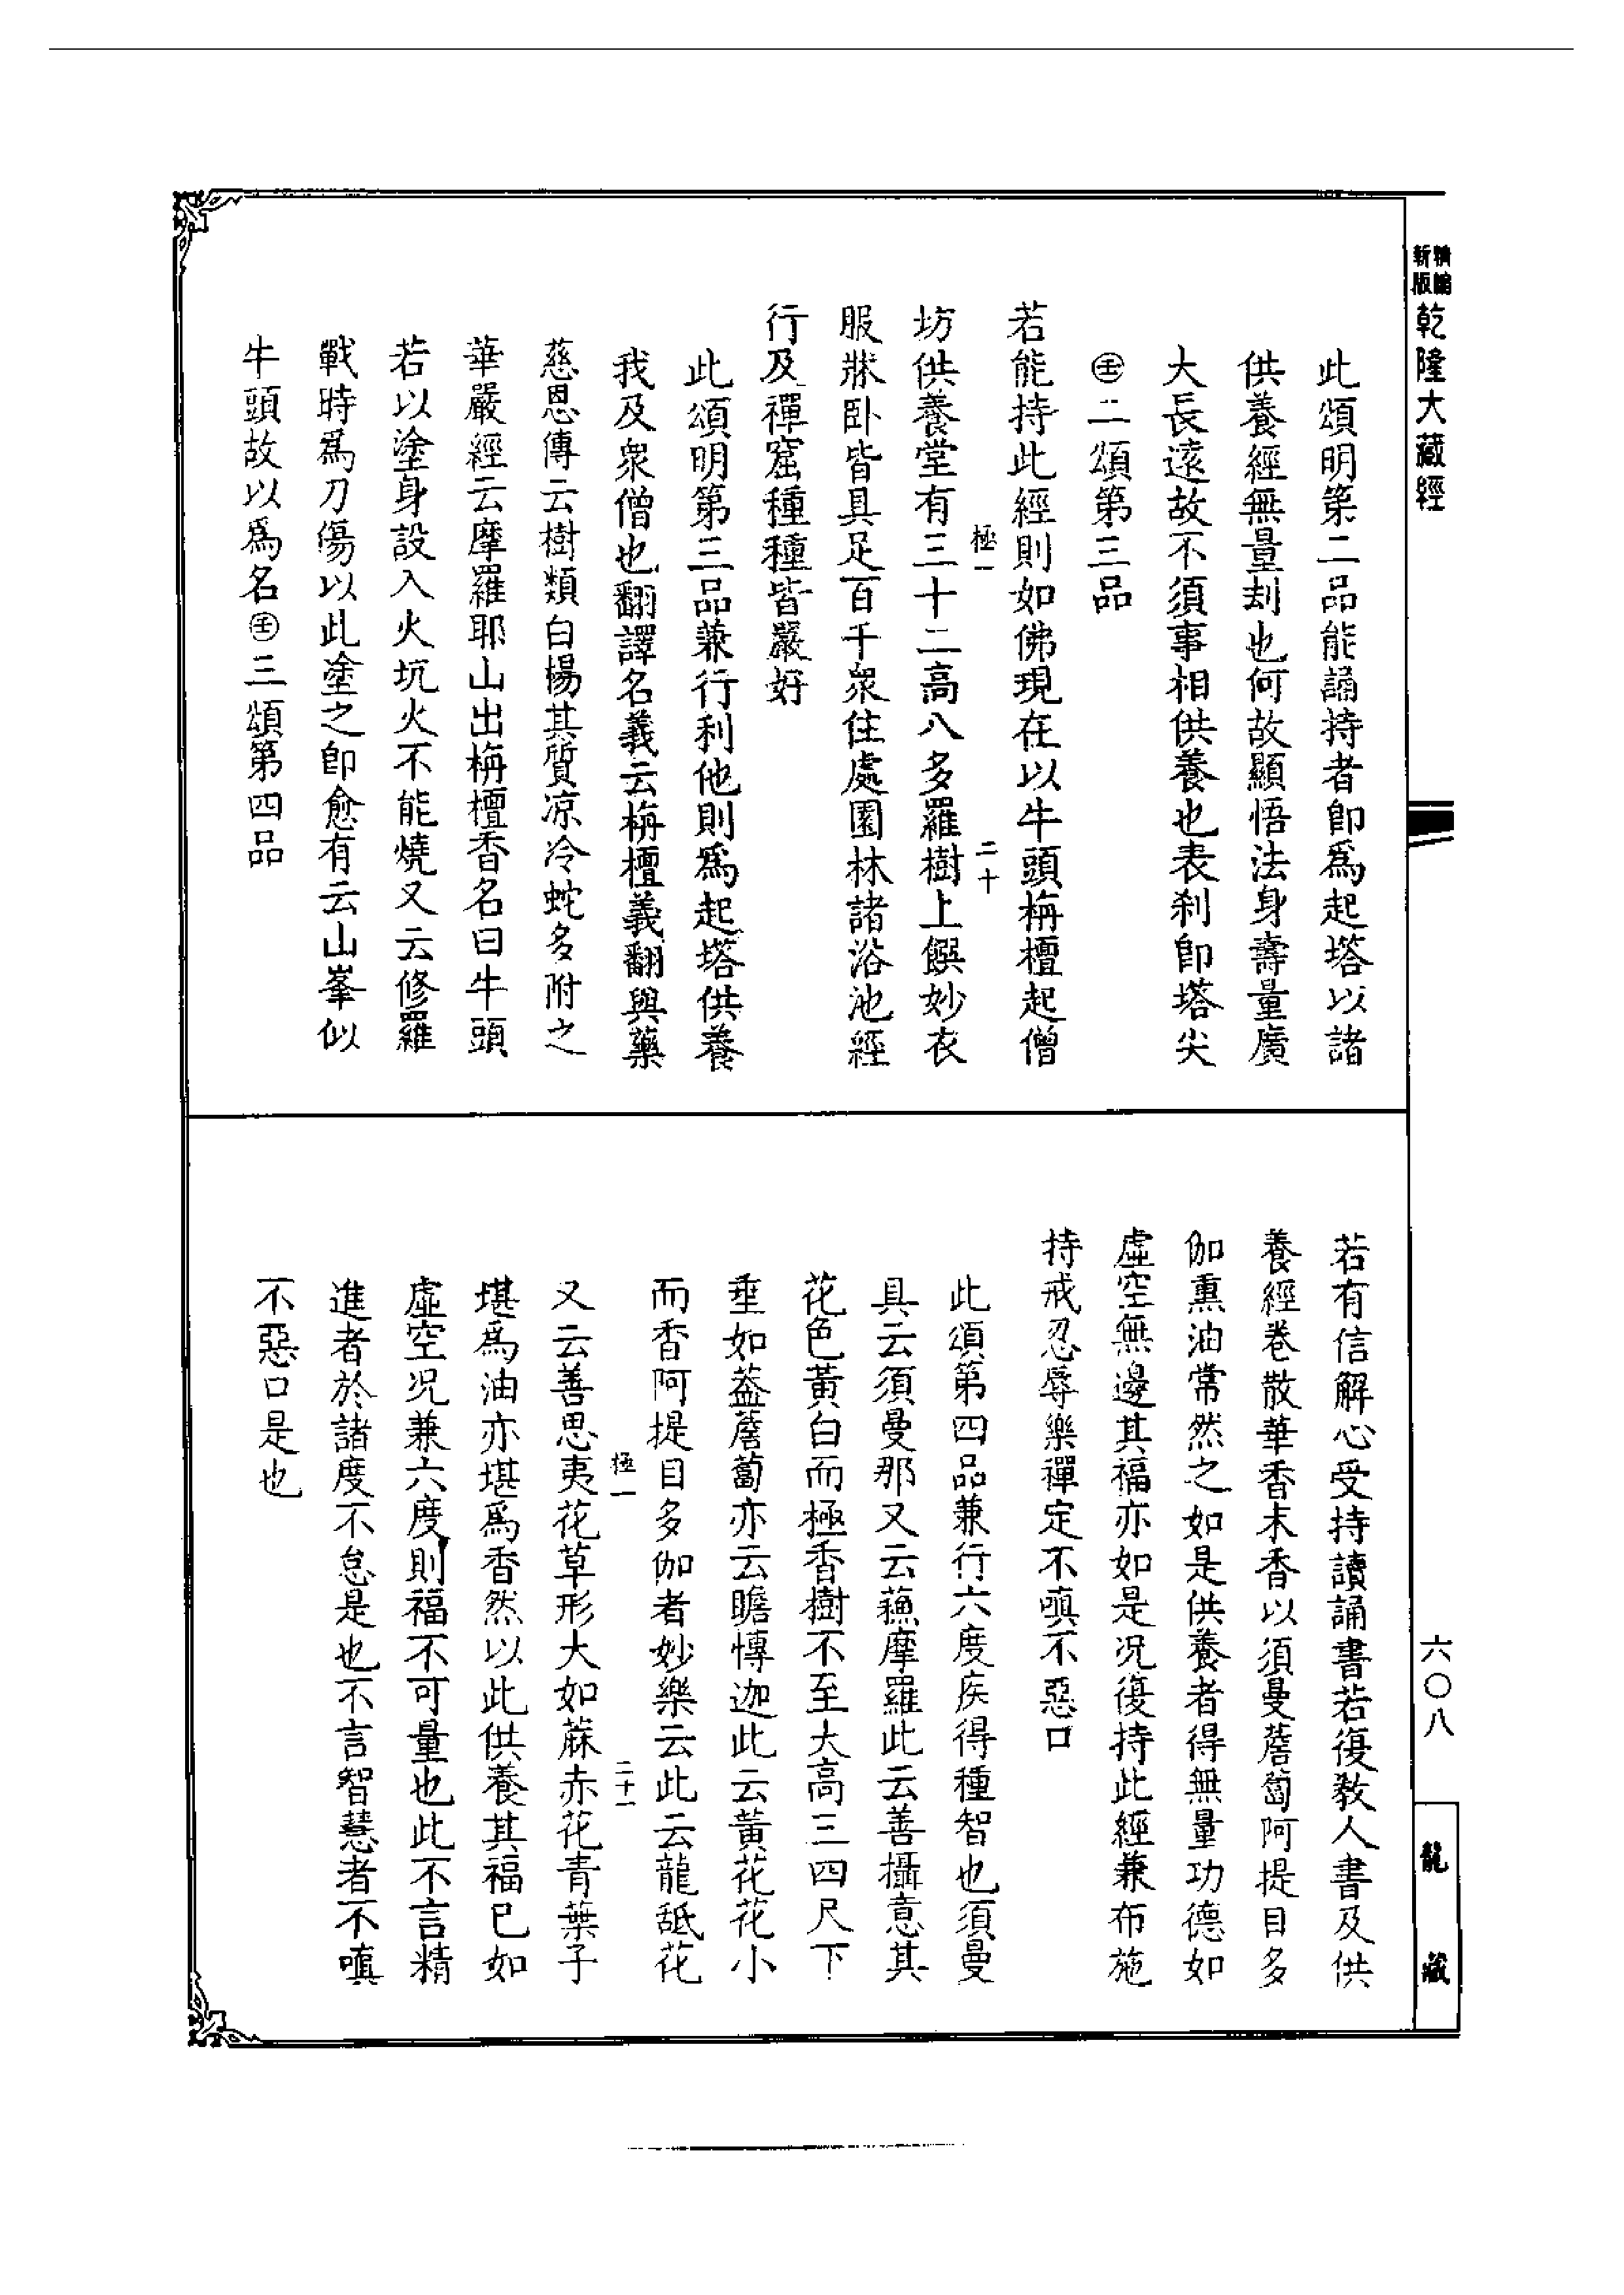 精編
新版
乾隆大藏經
此頌明第二品能誦持者即爲起塔以諸
供養經無量刦也何故顯悟法身壽量廣
大長遠故不須事相供養也表刹即塔尖
㊣二頌第三品
若能持此經則如佛現在以牛頭栴檀起僧
極一
二十
坊供養堂有三十二高八多羅樹上饌妙衣
服牀卧皆具足百千衆住處園林諸浴池經
行及禪窟種種皆嚴好
此頌明第三品兼行利他則爲起塔供養
我及衆僧也翻譯名義云栴檀義翻與藥
慈恩傳云樹類白楊其質凉冷蛇多附之
華嚴經云摩羅耶山出栴檀香名曰牛頭
若以塗身設入火坑火不能燒又云修羅
戰時爲刀傷以此塗之即愈有云山峯似
牛頭故以爲名㊣三頌第四品
若有信解心受持讀誦書若復教人書及供
養經卷散華香末香以須曼薝蔔阿提目多
伽熏油常然之如是供養者得無量功德如
虛空無邊其福亦如是况復持此經兼布施
持戒忍辱樂禪定不嗔不惡口
此頌第四品兼行六度疾得種智也須曼
具云須曼那又云蘓摩羅此云善攝意其
花色黃白而極香樹不至大高三四尺下
垂如葢薝蔔亦云瞻愽迦此云黃花花小
而香阿提目多伽者妙樂云此云龍舐花
極一
二十一
又云善思夷花草形大如蔴赤花青葉子
堪爲油亦堪爲香然以此供養其福已如
虛空况兼六度則福不可量也此不言精
進者於諸度不怠是也不言智慧者不嗔
不惡口是也
六〇八
龍藏